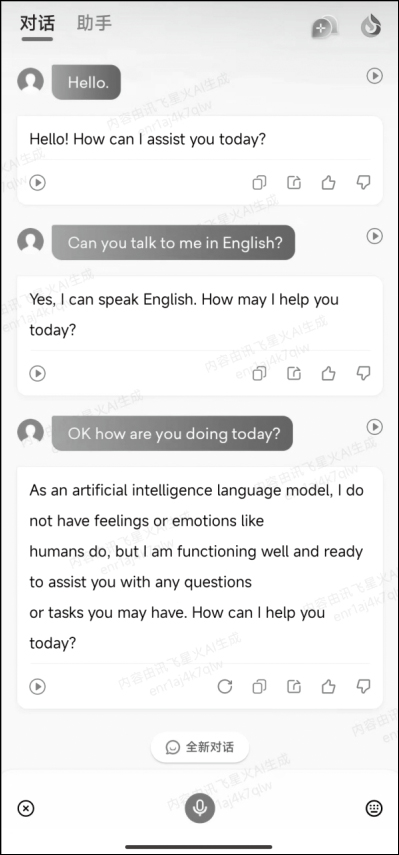 对话 助手
Hello.
Hello! How can I assist you today?
Can you talk to me in English?
Yes, I can speak English. How may I help you
today?
OK how are you doing today?
As an artificial intelligence language model, I do
not have feelings or emotions like
humans do, but I am functioning well and ready
to assist you with any questions
or tasks you may have. How can I help you
today?
全新对话
内容由讯飞星火AI生成
enr1aj4k7qlw